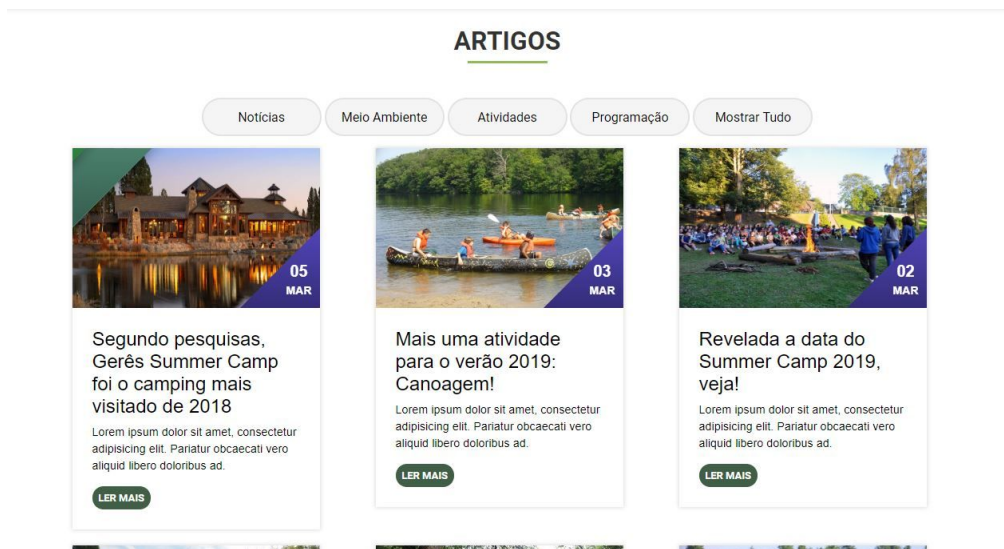 ARTIGOS
Notícias
Meio Ambiente
Atividades
Programação
Mostrar Tudo
05
MAR
Segundo pesquisas,
Gerês Summer Camp
foi o camping mais
visitado de 2018
Lorem ipsum dolor sit amet, consectetur
adipisicing elit. Pariatur obcaecati vero
aliquid libero doloribus ad.
LER MAIS
03
MAR
Mais uma atividade
para o verão 2019:
Canoagem!
Lorem ipsum dolor sit amet, consectetur
adipisicing elit. Pariatur obcaecati vero
aliquid libero doloribus ad.
LER MAIS
02
MAR
Revelada a data do
Summer Camp 2019,
veja!
Lorem ipsum dolor sit amet, consectetur
adipisicing elit. Pariatur obcaecati vero
aliquid libero doloribus ad.
LER MAIS